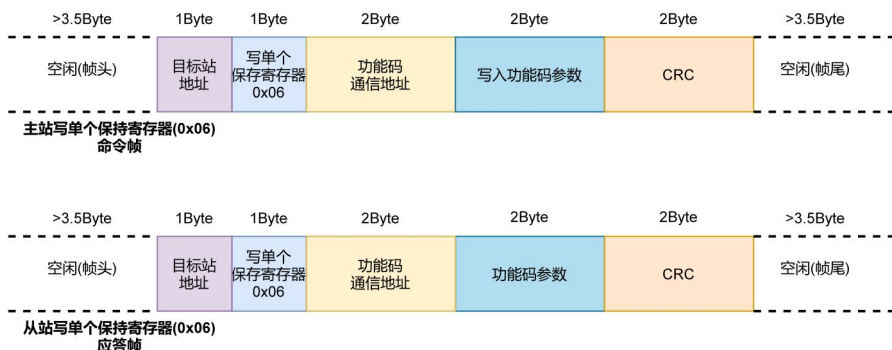 >3.5Byte 1Byte 1Byte 2Byte 2Byte 2Byte >3.5Byte
空闲(帧头)
目标站
地址
写单个
保存寄存器
0x06
功能码
通信地址
写入功能码参数
CRC
空闲(帧尾)
主站写单个保持寄存器(0x06)
命令帧
>3.5Byte 1Byte 1Byte 2Byte 2Byte 2Byte >3.5Byte
空闲(帧头)
目标站
地址
写单个
保存寄存器
0x06
功能码
通信地址
功能码参数
CRC
空闲(帧尾)
从站写单个保持寄存器(0x06)
应答帧